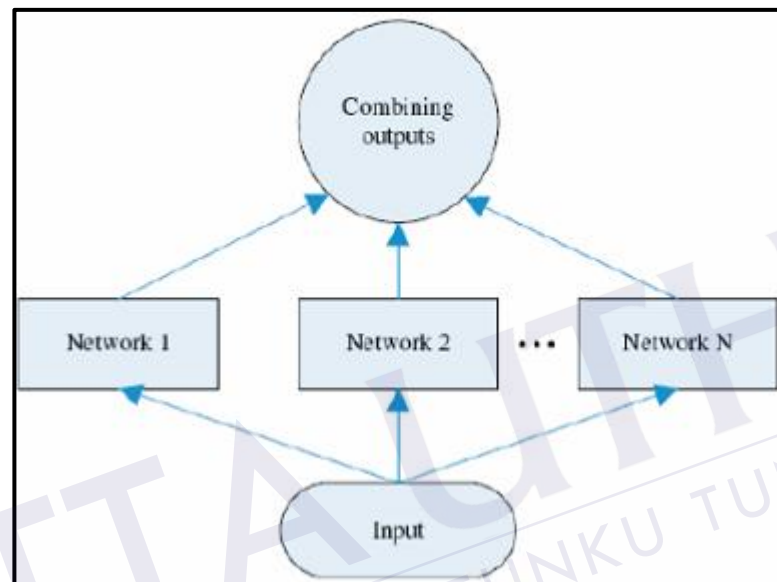 Combining
outputs
Network 1
Network 2
•••
Network N
Input